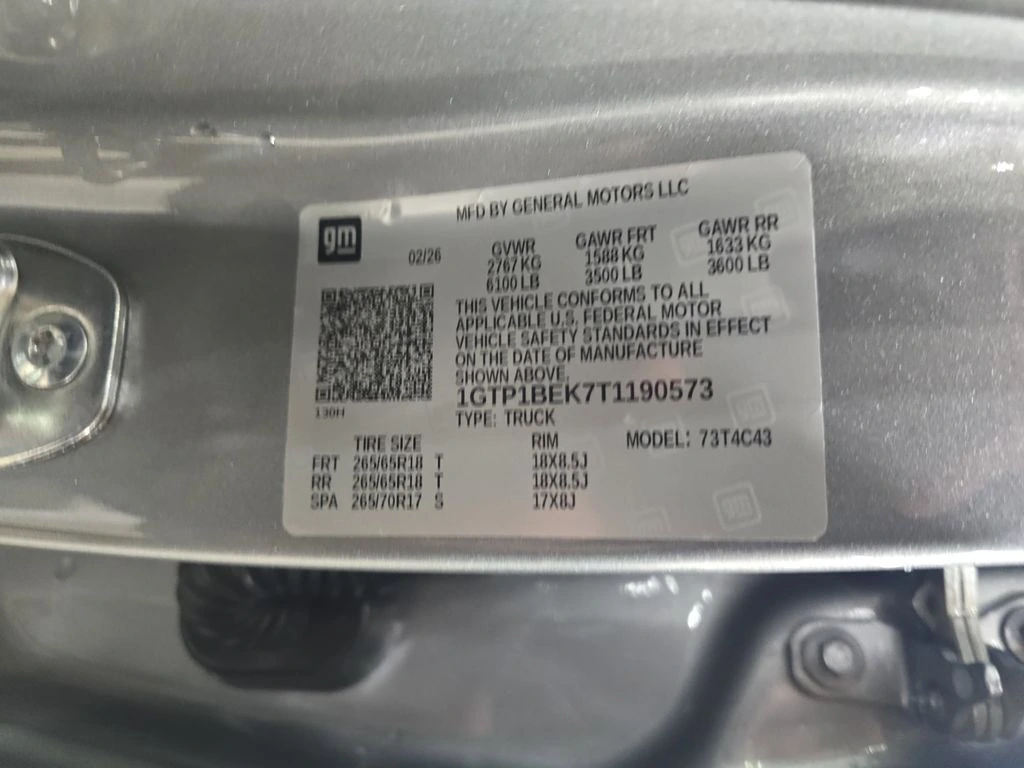 gm
MFD BY GENERAL MOTORS LLC
02/26
GVWR GAWR FRT GAWR RR
2767 KG 1588 KG 1633 KG
6100 LB 3500 LB 3600 LB
THIS VEHICLE CONFORMS TO ALL
APPLICABLE U.S. FEDERAL MOTOR
VEHICLE SAFETY STANDARDS IN EFFECT
ON THE DATE OF MANUFACTURE
SHOWN ABOVE.
1GTP1BEK7T1190573
130H
TYPE: TRUCK
TIRE SIZE RIM MODEL: 73T4C43
FRT 265/65R18 T 18X8.5J
RR 265/65R18 T 18X8.5J
SPA 265/70R17 S 17X8J